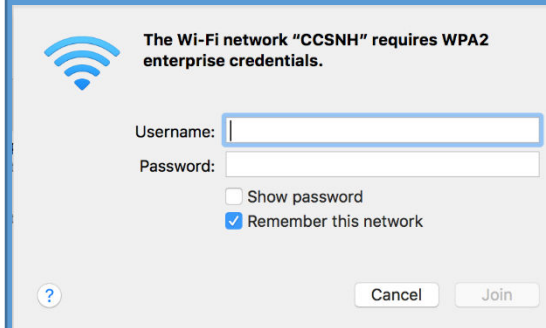 The Wi-Fi network “CCSNH” requires WPA2
enterprise credentials.
Username:
Password:
Show password
Remember this network
?
Cancel
Join